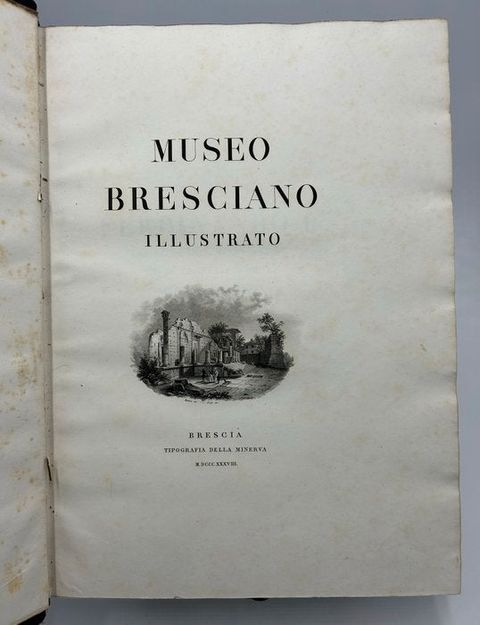 MUSEO
BRESCIANO
ILLUSTRATO
BRESCIA
TIPOGRAFIA DELLA MINERVA
M.DCCC.XXXVIII.